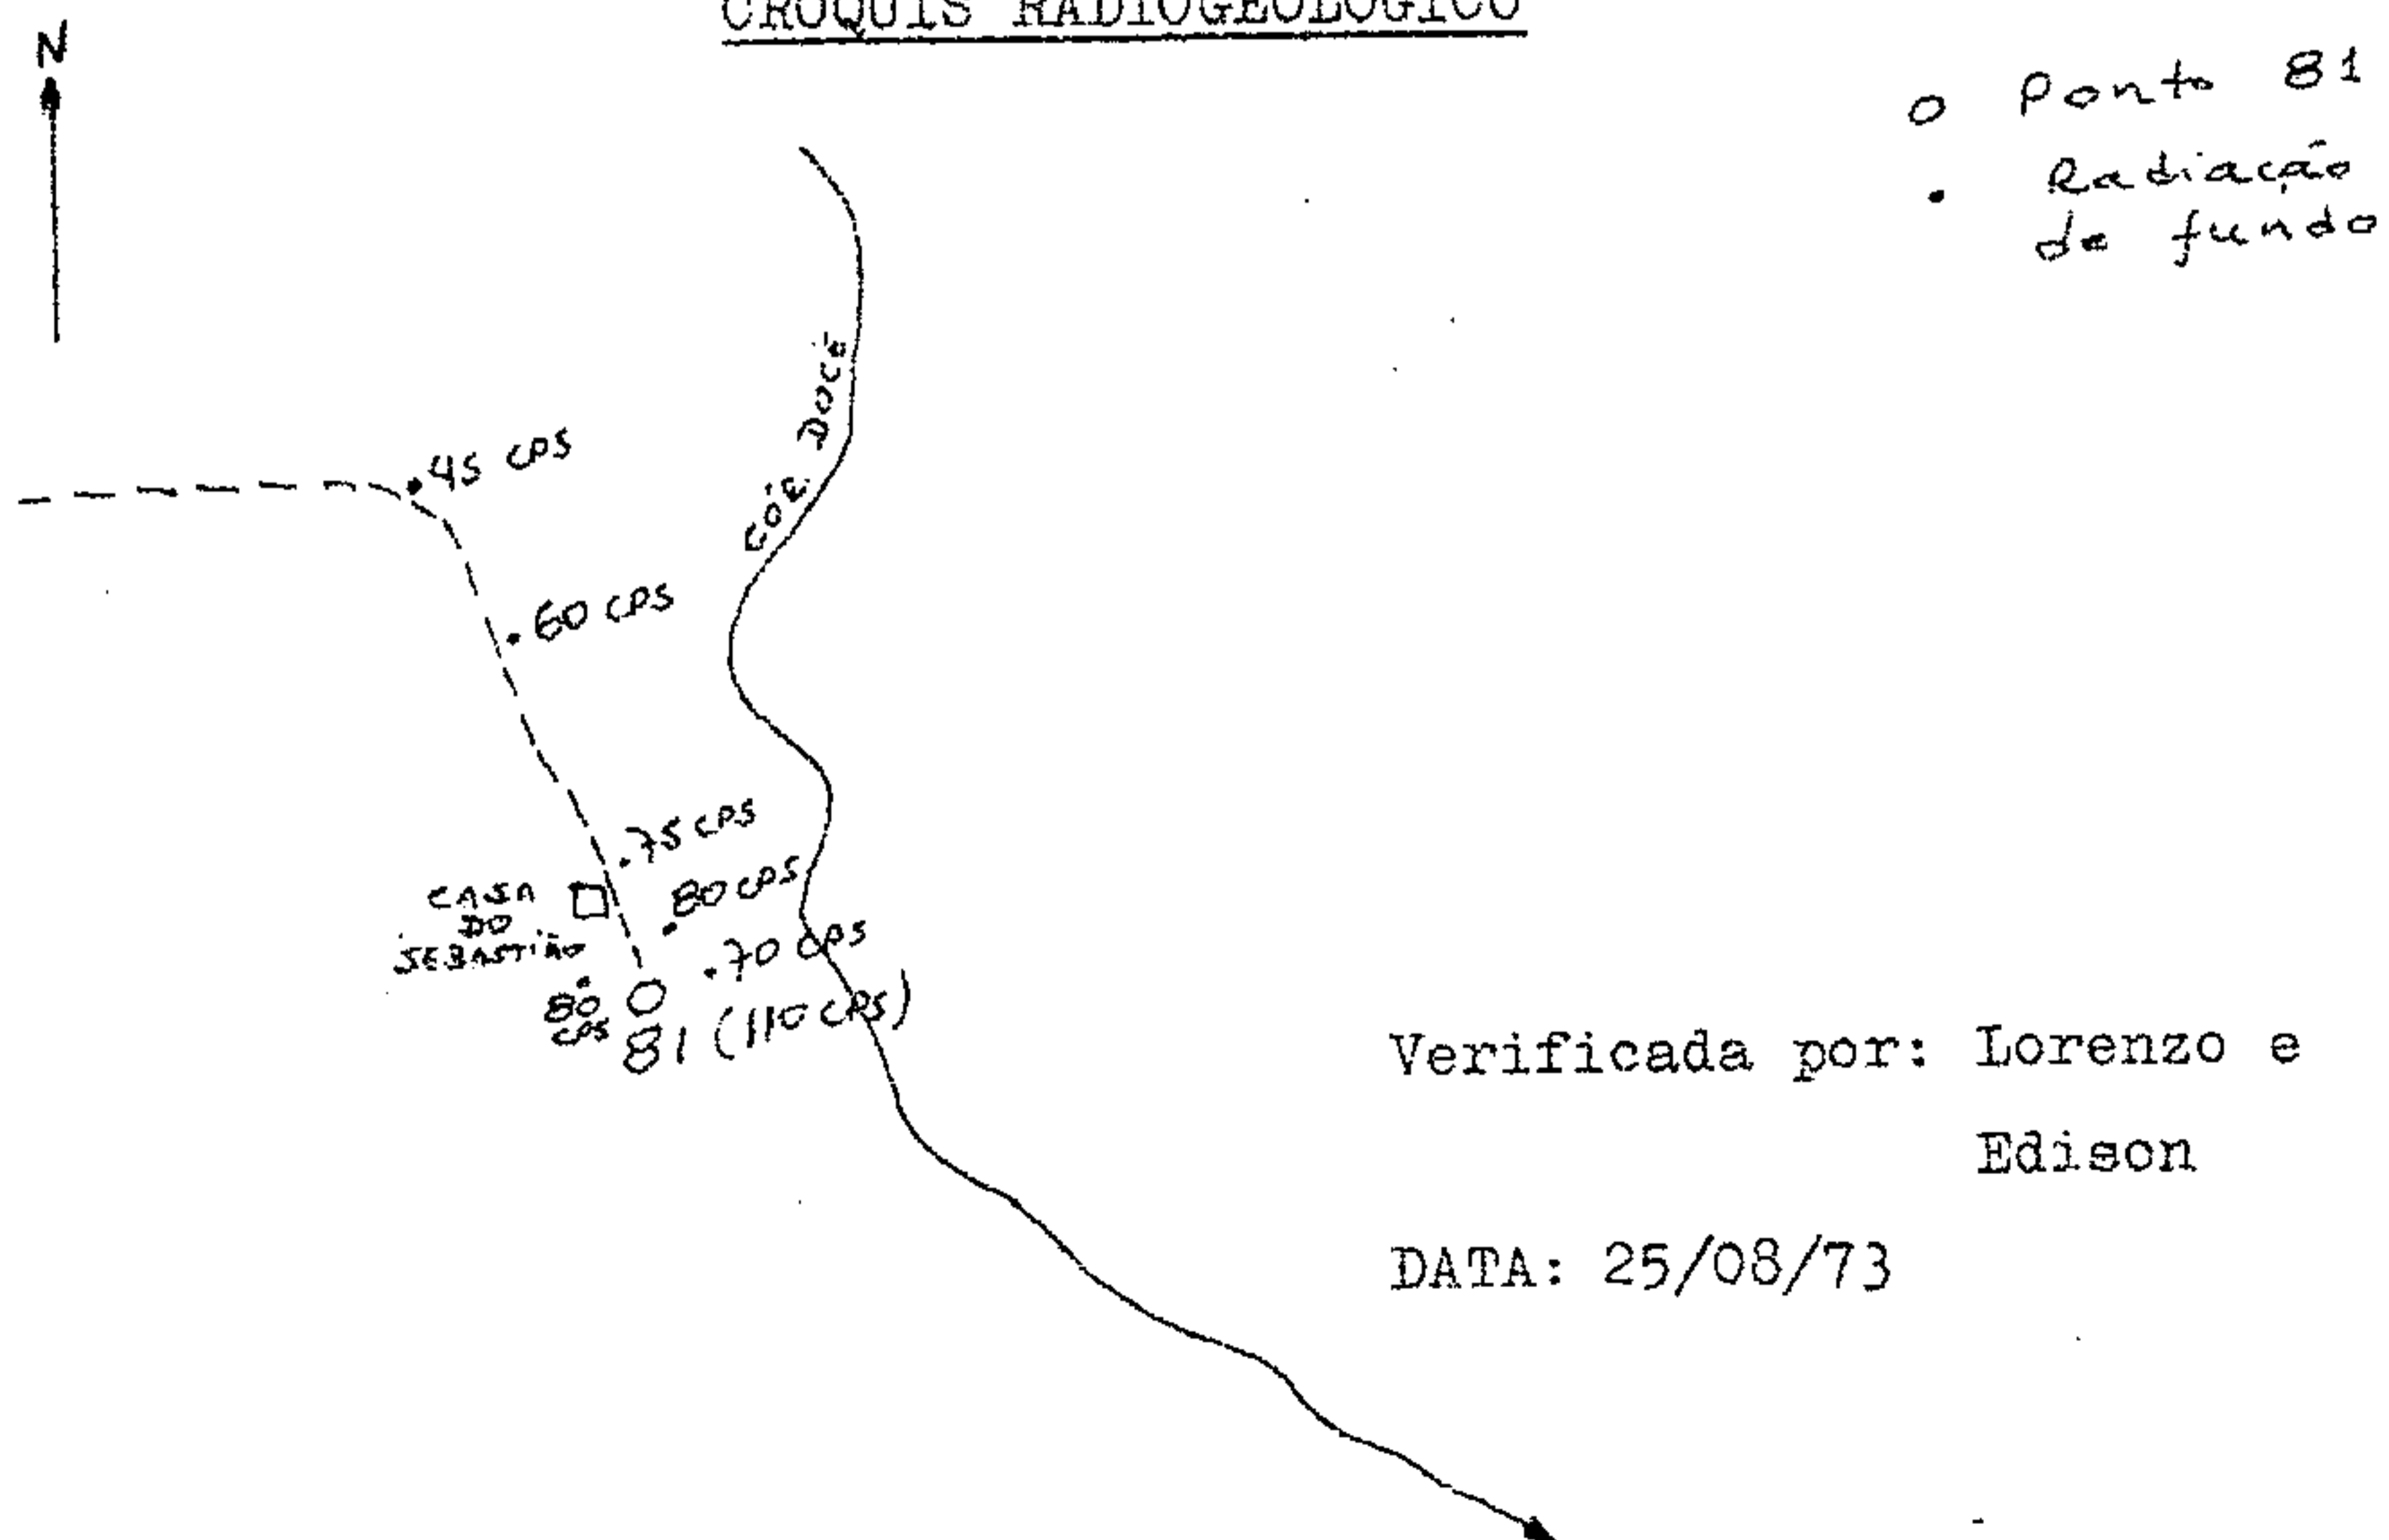 CROQUIS RADIOGEOLOGICO
N
Ponto 81
Radiação
de fundo
CÓR. DOCE
45 CPS
60 CPS
75 CPS
80 CPS
CASA
DO
SEBASTIÃO
70 CPS
80
CPS
81 (110 CPS)
Verificada por: Lorenzo e
Edison
DATA: 25/08/73